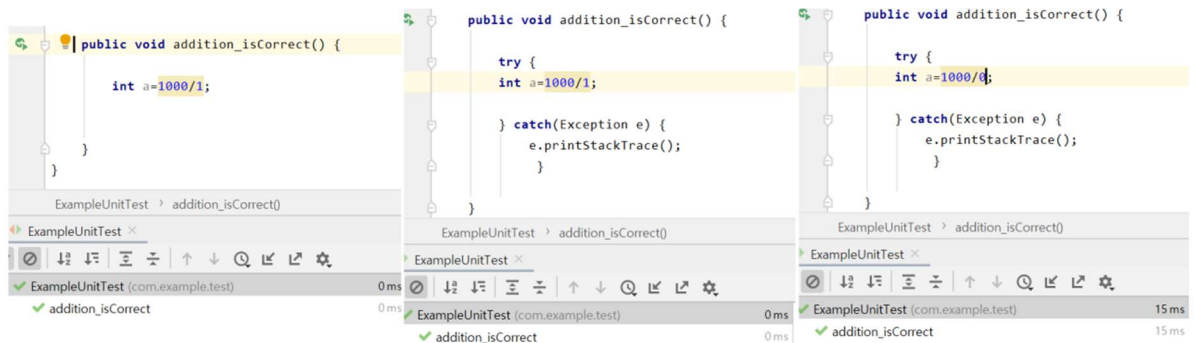 public void addition_isCorrect() {
int a=1000/1;
}
}
ExampleUnitTest > addition_isCorrect()
ExampleUnitTest ×
ExampleUnitTest (com.example.test) 0 ms
addition_isCorrect 0 ms
public void addition_isCorrect() {
try {
int a=1000/1;
} catch(Exception e) {
e.printStackTrace();
}
}
ExampleUnitTest > addition_isCorrect()
ExampleUnitTest ×
ExampleUnitTest (com.example.test) 0 ms
addition_isCorrect 0 ms
public void addition_isCorrect() {
try {
int a=1000/0;
} catch(Exception e) {
e.printStackTrace();
}
}
ExampleUnitTest > addition_isCorrect()
ExampleUnitTest ×
ExampleUnitTest (com.example.test) 15 ms
addition_isCorrect 15 ms